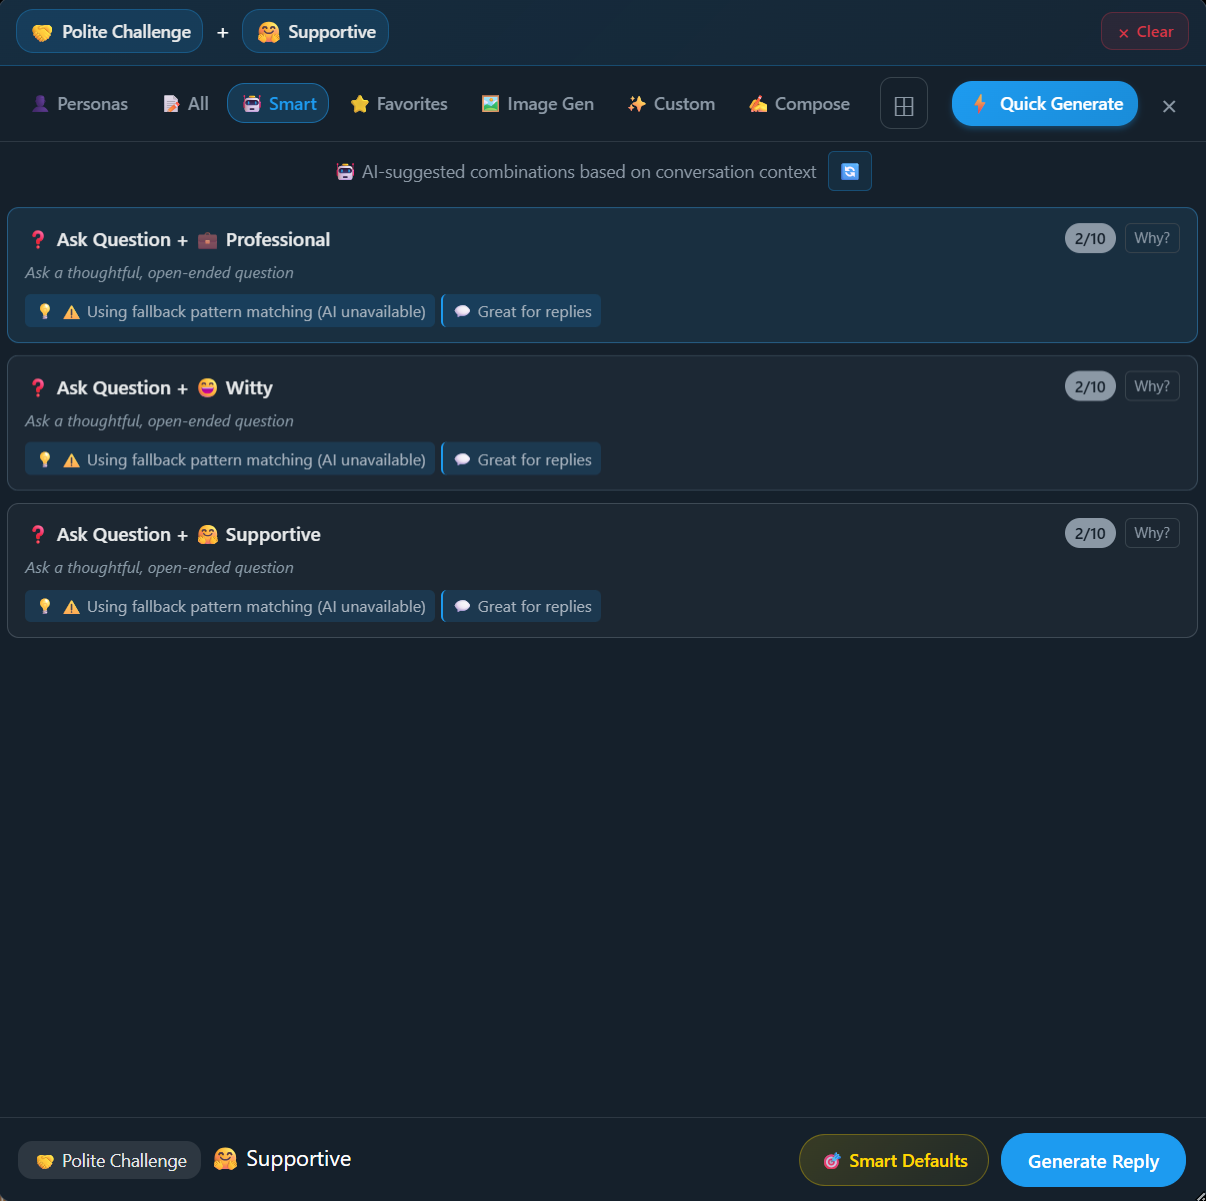 Polite Challenge + Supportive × Clear
Personas All Smart Favorites Image Gen Custom Compose Quick Generate ×
AI-suggested combinations based on conversation context
Ask Question + Professional 2/10 Why?
Ask a thoughtful, open-ended question
Using fallback pattern matching (AI unavailable) Great for replies
Ask Question + Witty 2/10 Why?
Ask a thoughtful, open-ended question
Using fallback pattern matching (AI unavailable) Great for replies
Ask Question + Supportive 2/10 Why?
Ask a thoughtful, open-ended question
Using fallback pattern matching (AI unavailable) Great for replies
Polite Challenge Supportive Smart Defaults Generate Reply